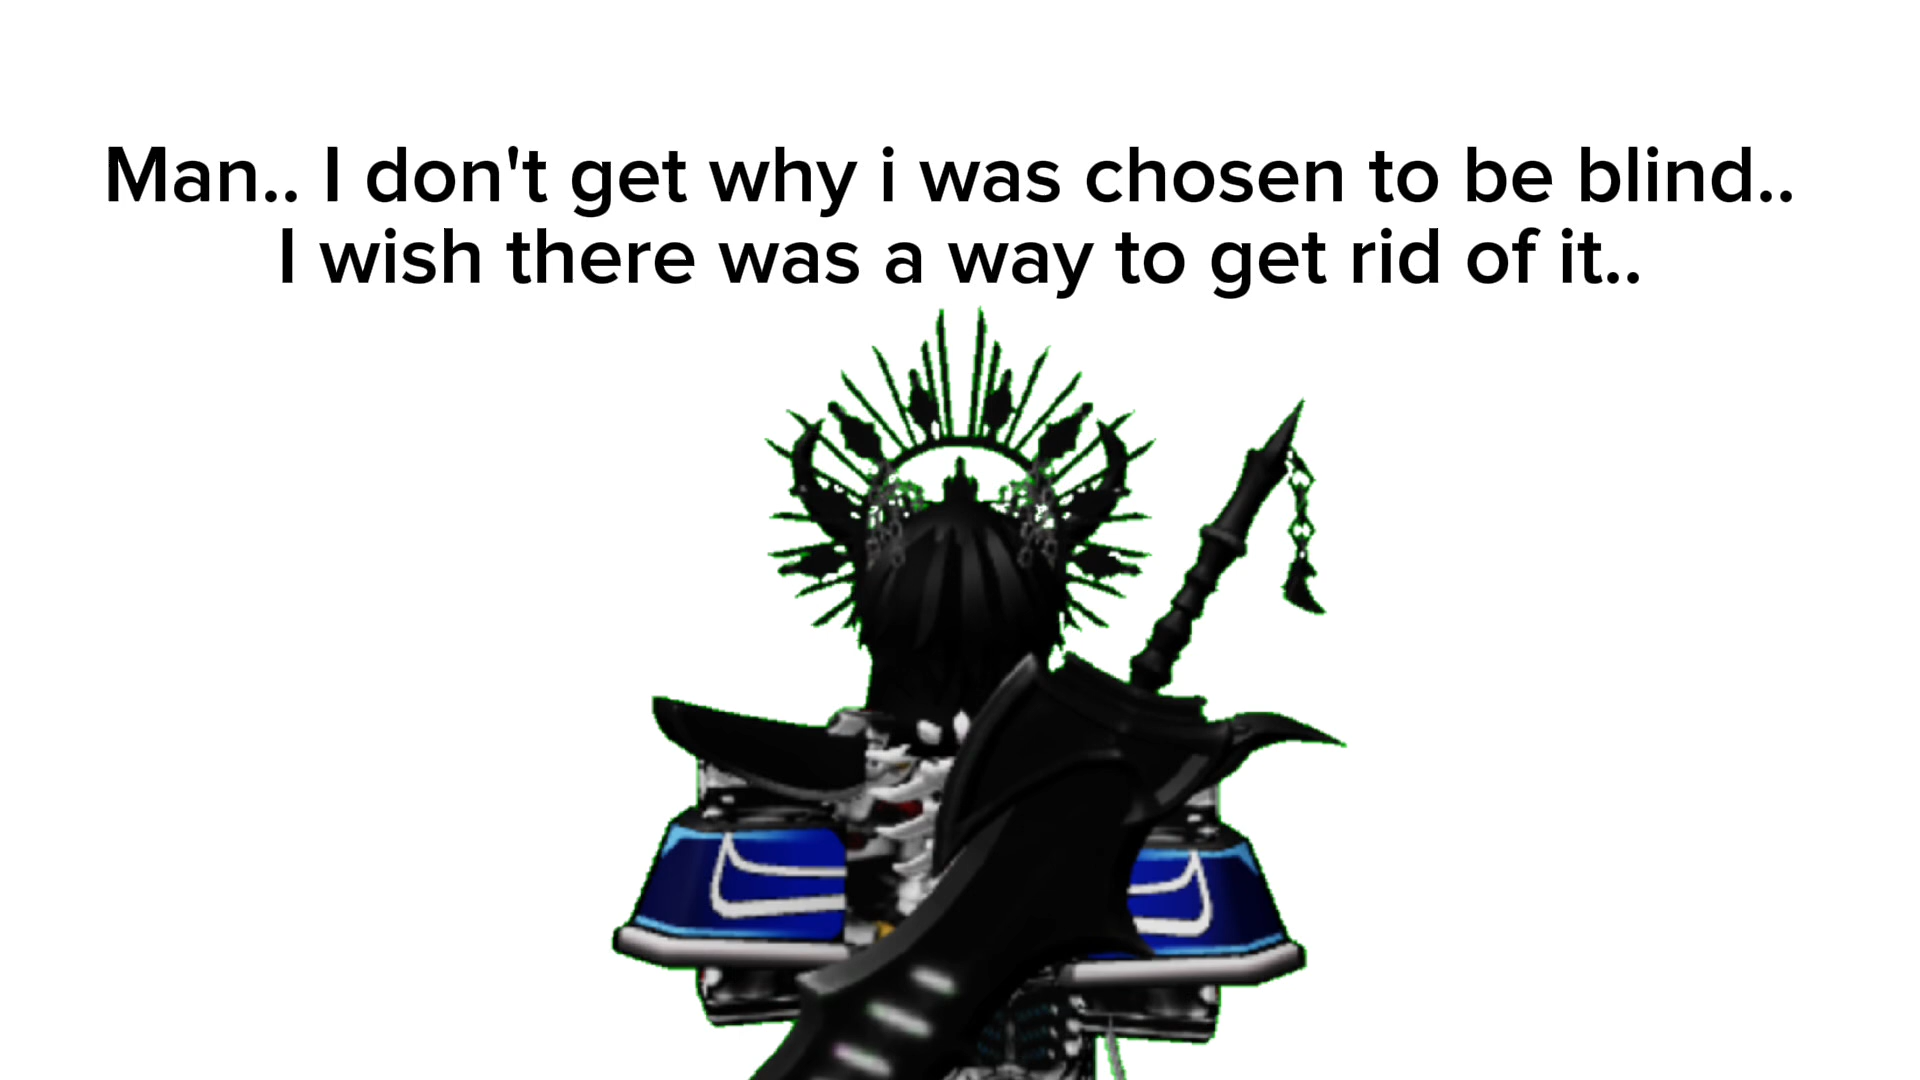 Man.. I don't get why i was chosen to be blind..
I wish there was a way to get rid of it..